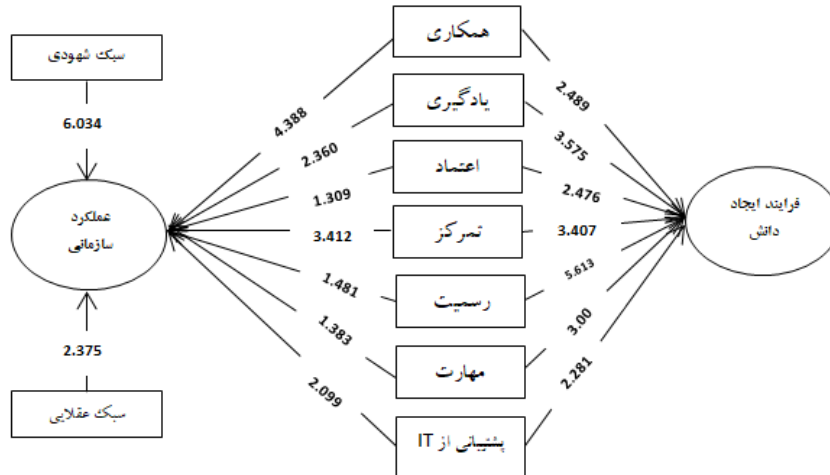 همکاری
سبک شهودی
2.489
4.388
یادگیری
6.034
2.360
3.575
اعتماد
1.309
2.476
عملکرد
سازمانی
3.412
تمرکز
3.407
فرایند ایجاد
دانش
1.481
رسمیت
5.613
1.383
3.00
2.375
مهارت
2.099
2.281
سبک عقلایی
پشتیبانی از IT